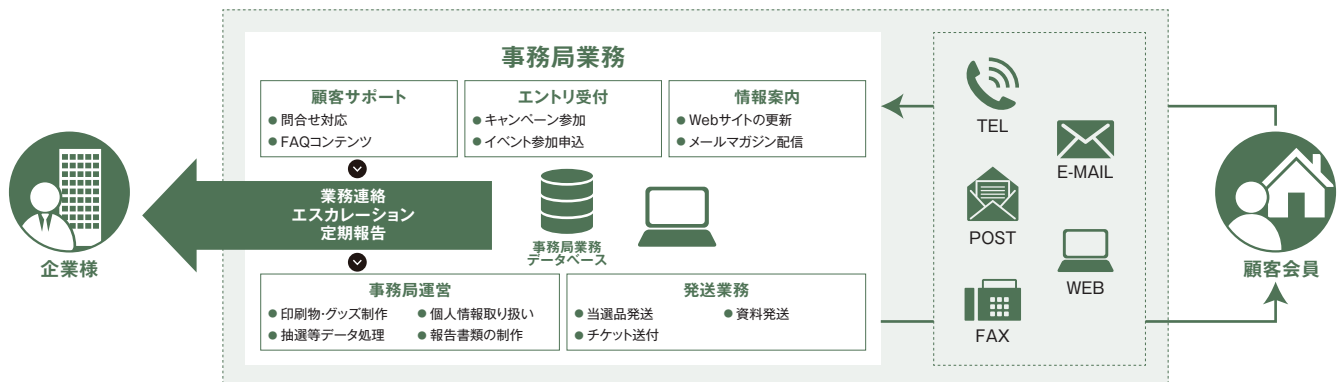 事務局業務
顧客サポート
● 問合せ対応
● FAQコンテンツ
エントリ受付
● キャンペーン参加
● イベント参加申込
情報案内
● Webサイトの更新
● メールマガジン配信
業務連絡
エスカレーション
定期報告
事務局業務
データベース
事務局運営
● 印刷物・グッズ制作
● 個人情報取り扱い
● 抽選等データ処理
● 報告書類の制作
発送業務
● 当選品発送
● 資料発送
● チケット送付
企業様
TEL
E-MAIL
POST
WEB
FAX
顧客会員